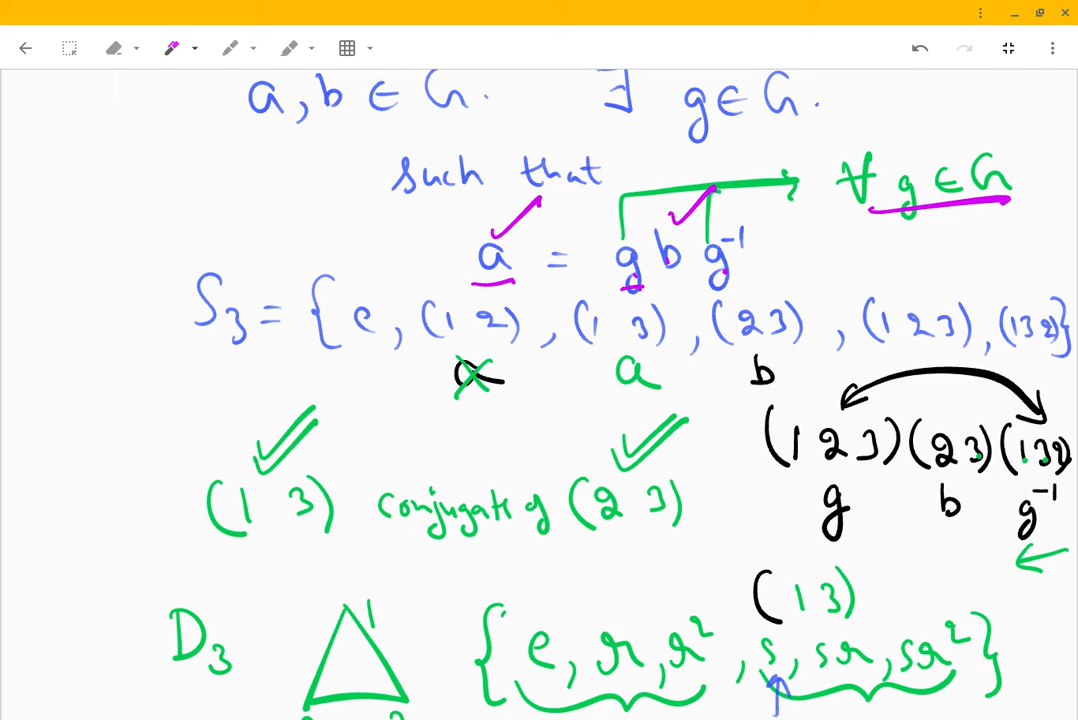 a, b ∈ G. ∃ g ∈ G.
such that ∀ g ∈ G
a = g b g⁻¹
S₃ = { e, (1 2), (1 3), (2 3), (1 2 3), (1 3 2)}
a b
(1 2 3)(2 3)(1 3 2)
g b g⁻¹
(1 3) conjugate of (2 3)
(1 3)
D₃ 1 { e, r, r², s, sr, sr² }